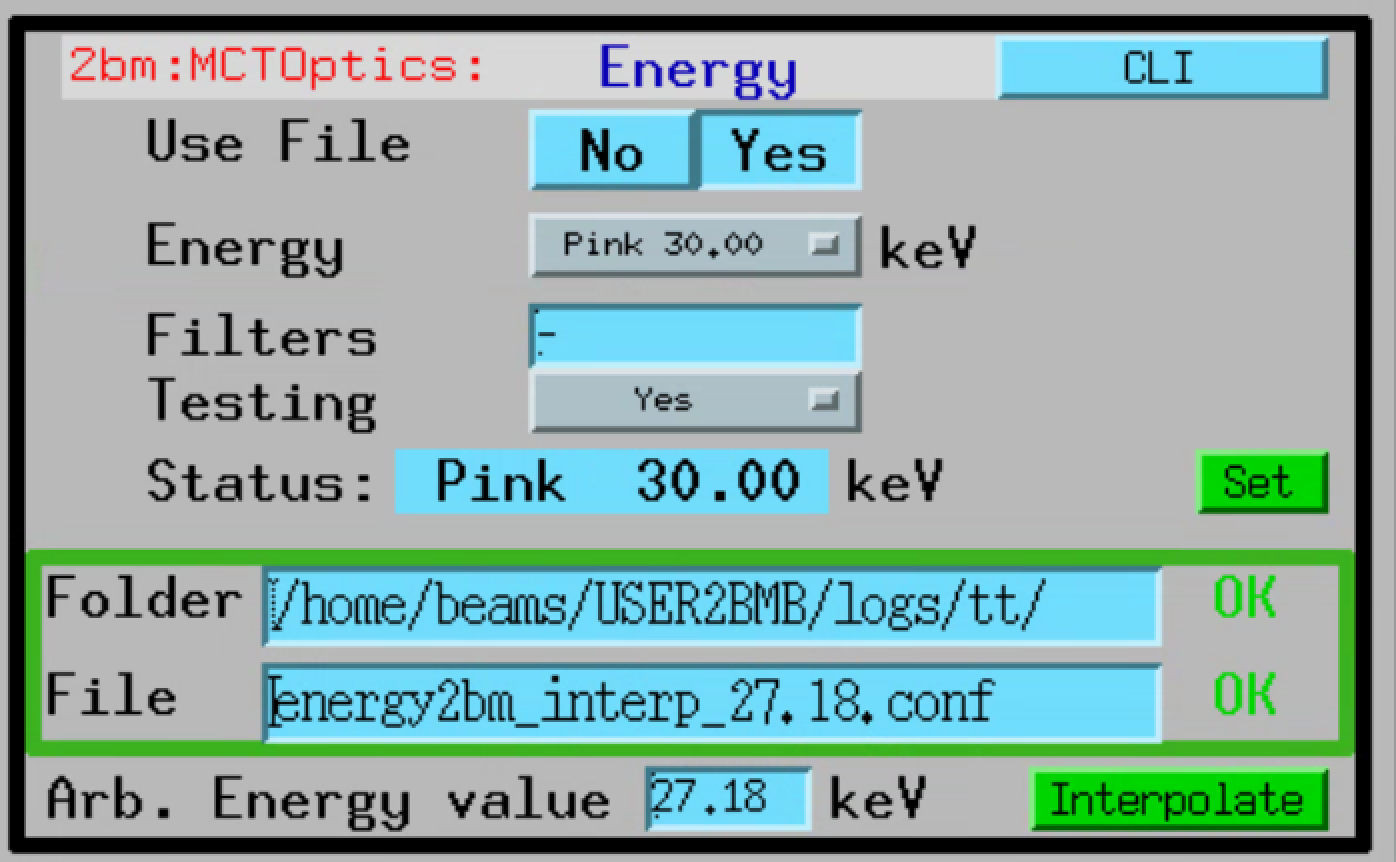 2bm:MCTOptics: Energy CLI
Use File No Yes
Energy Pink 30.00 keV
Filters -
Testing Yes
Status: Pink 30.00 keV Set
Folder /home/beams/USER2BMB/logs/tt/ OK
File energy2bm_interp_27.18.conf OK
Arb. Energy value 27.18 keV Interpolate